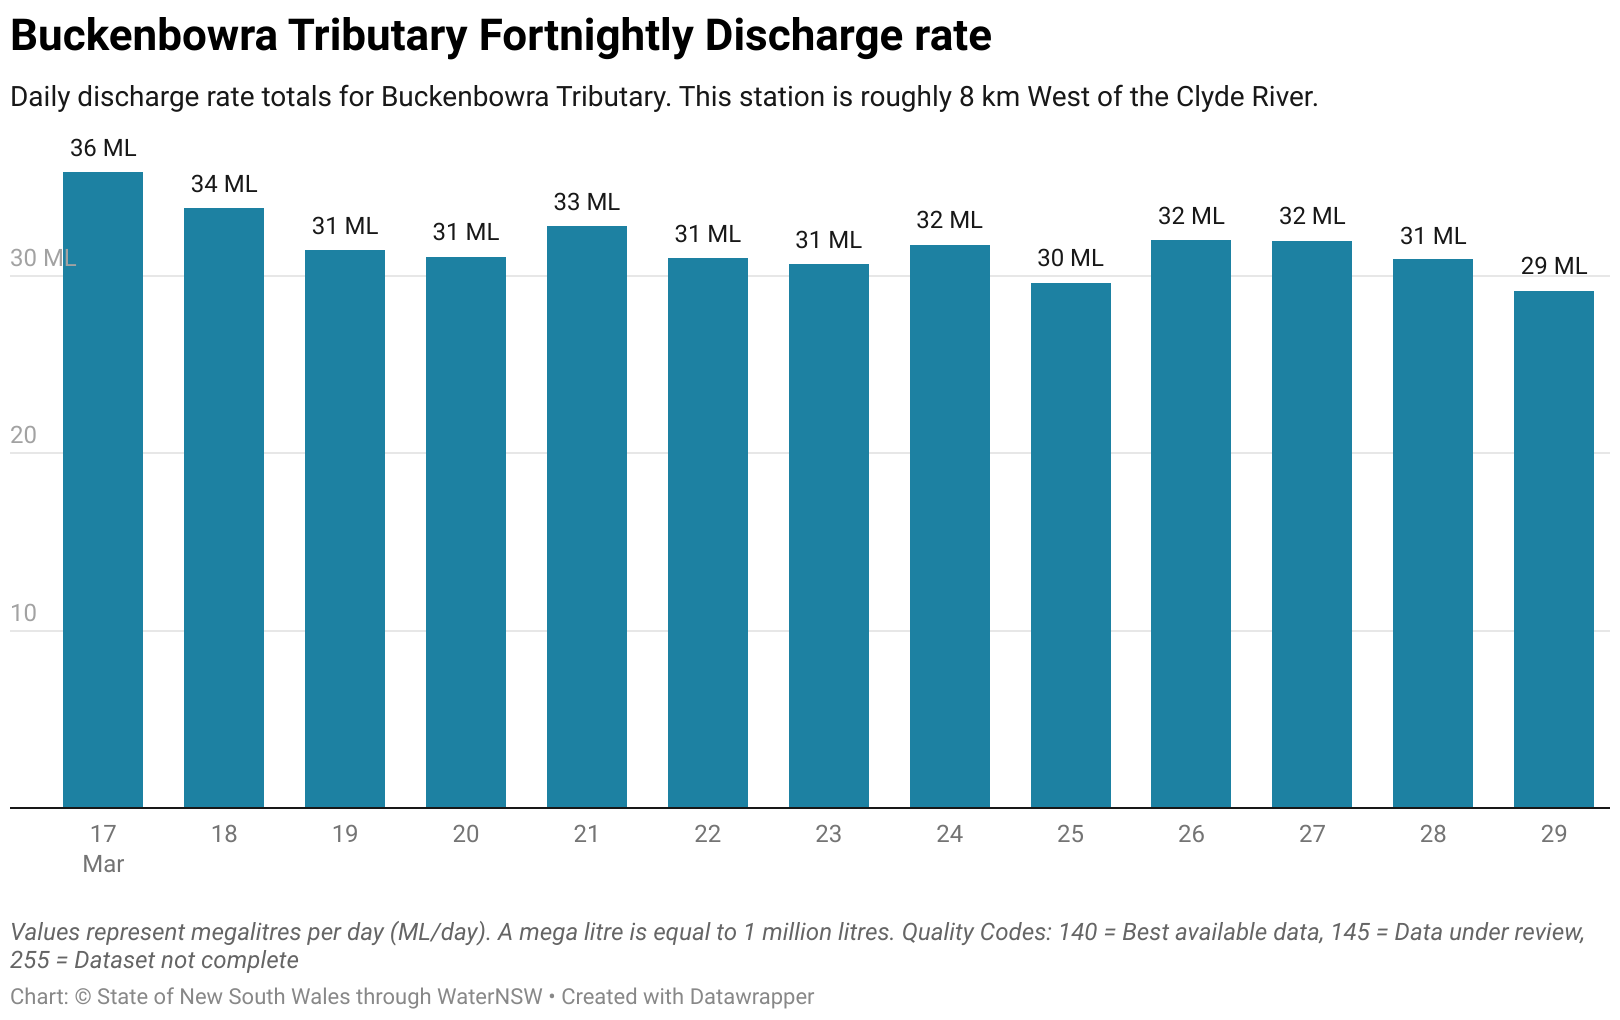 Buckenbowra Tributary Fortnightly Discharge rate
Daily discharge rate totals for Buckenbowra Tributary. This station is roughly 8 km West of the Clyde River.
36 ML
34 ML
31 ML
31 ML
33 ML
31 ML
31 ML
32 ML
30 ML
32 ML
32 ML
31 ML
29 ML
30 ML
20
10
17 18 19 20 21 22 23 24 25 26 27 28 29
Mar
Values represent megalitres per day (ML/day). A mega litre is equal to 1 million litres. Quality Codes: 140 = Best available data, 145 = Data under review,
255 = Dataset not complete
Chart: © State of New South Wales through WaterNSW • Created with Datawrapper